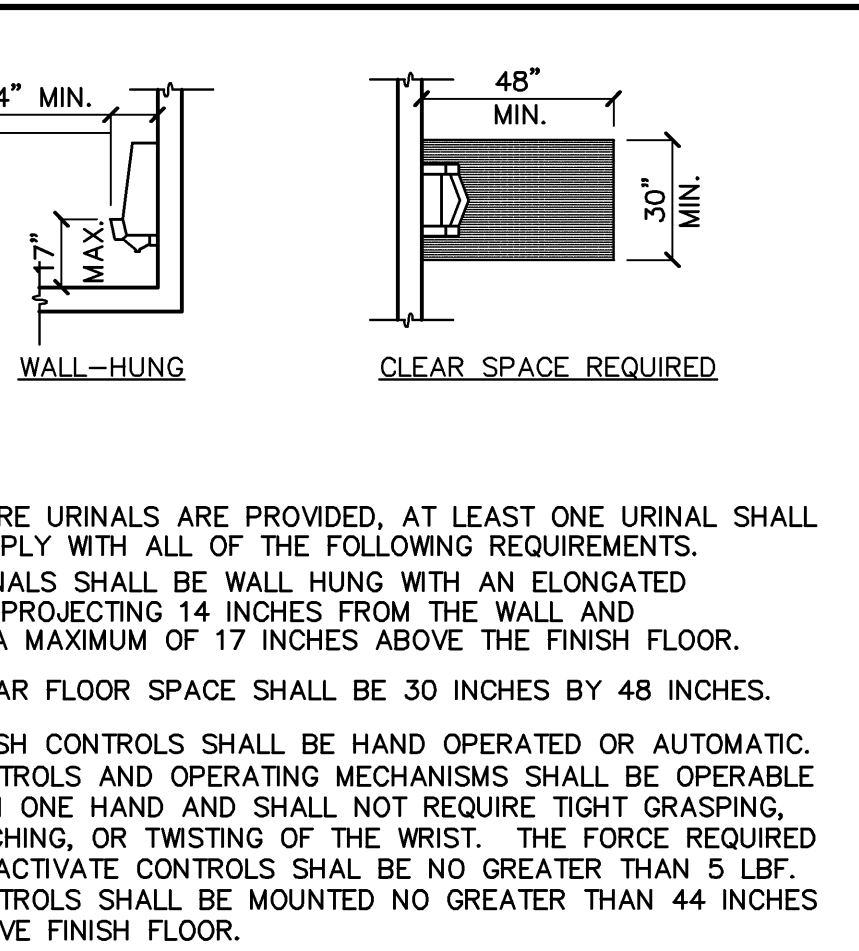 4” MIN.
48”
MIN.
30”
MIN.
17”
MAX.
WALL–HUNG
CLEAR SPACE REQUIRED
RE URINALS ARE PROVIDED, AT LEAST ONE URINAL SHALL
PLY WITH ALL OF THE FOLLOWING REQUIREMENTS.
NALS SHALL BE WALL HUNG WITH AN ELONGATED
PROJECTING 14 INCHES FROM THE WALL AND
A MAXIMUM OF 17 INCHES ABOVE THE FINISH FLOOR.
AR FLOOR SPACE SHALL BE 30 INCHES BY 48 INCHES.
SH CONTROLS SHALL BE HAND OPERATED OR AUTOMATIC.
TROLS AND OPERATING MECHANISMS SHALL BE OPERABLE
H ONE HAND AND SHALL NOT REQUIRE TIGHT GRASPING,
CHING, OR TWISTING OF THE WRIST. THE FORCE REQUIRED
ACTIVATE CONTROLS SHAL BE NO GREATER THAN 5 LBF.
TROLS SHALL BE MOUNTED NO GREATER THAN 44 INCHES
VE FINISH FLOOR.